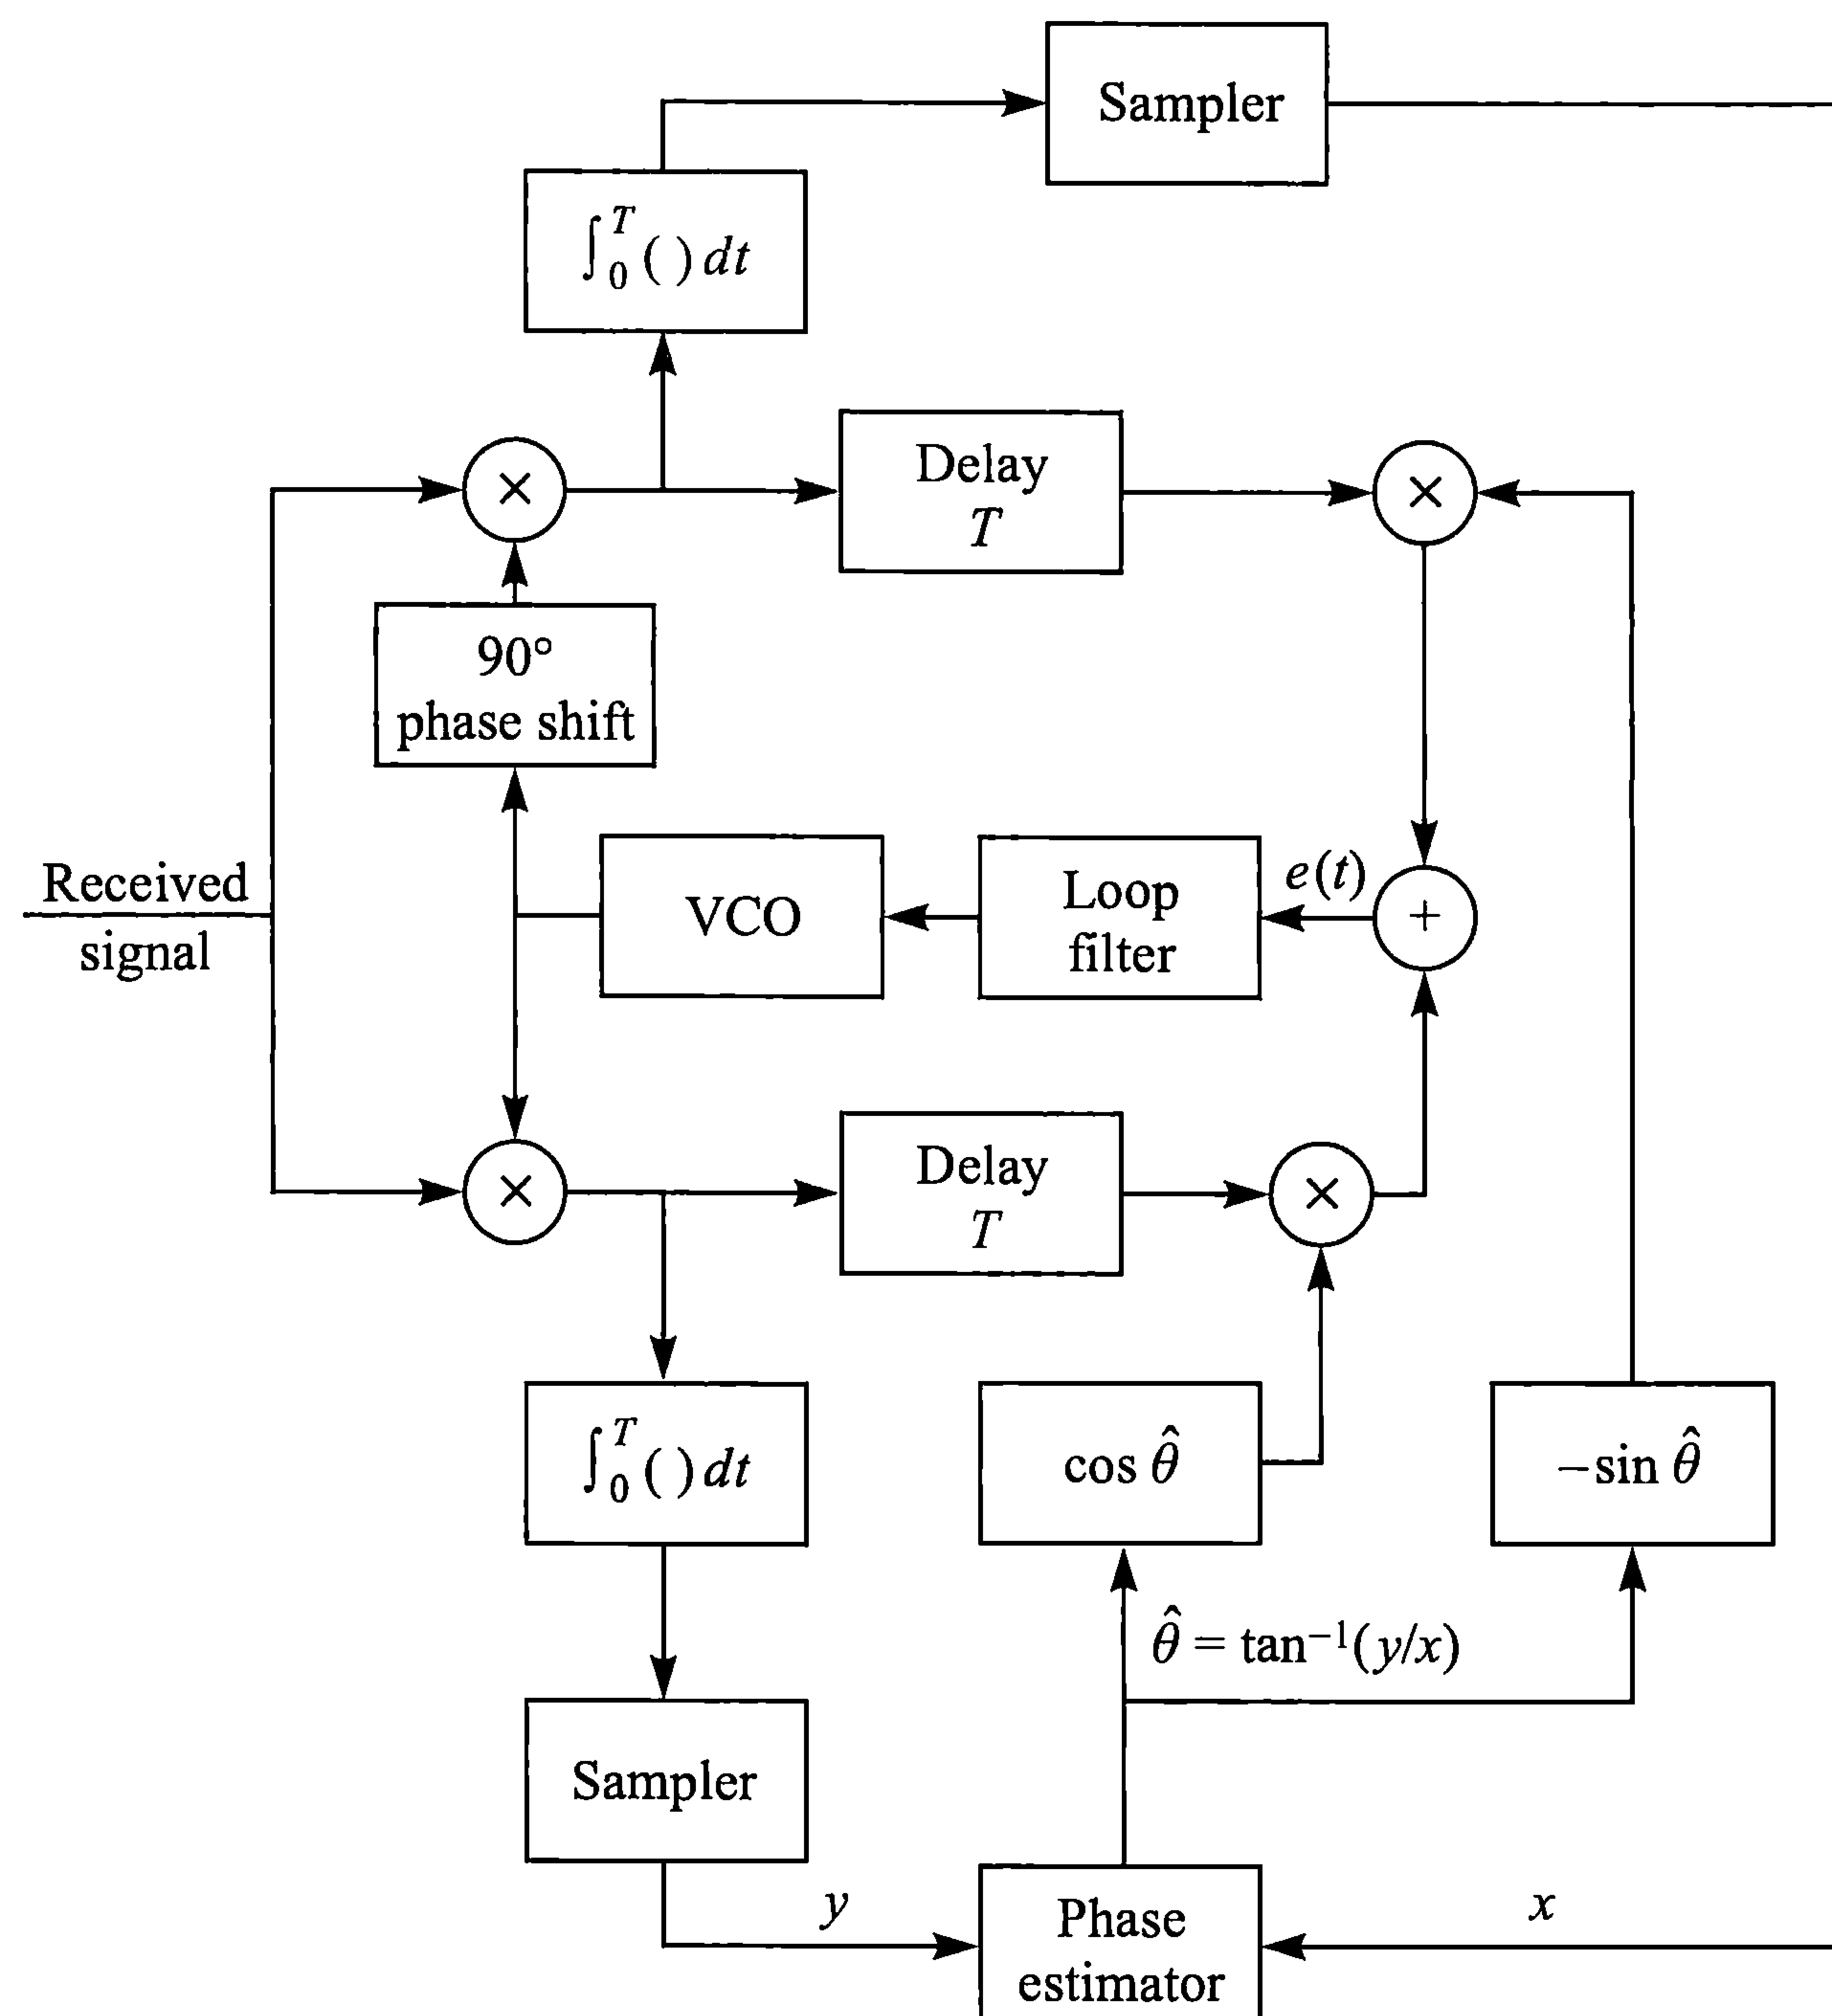 Sampler
∫₀ᵀ ( ) dt
×
Delay
T
×
90°
phase shift
Received
signal
VCO
Loop
filter
e(t)
+
×
Delay
T
×
∫₀ᵀ ( ) dt
cos θ̂
−sin θ̂
θ̂ = tan⁻¹(y/x)
Sampler
y
Phase
estimator
x